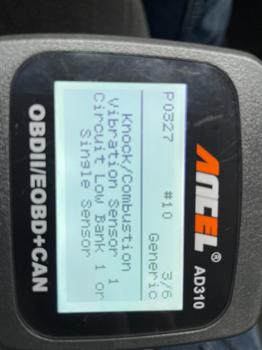 ANCEL® AD310
P0327 #10 3/6
Generic
Knock/Combustion
Vibration Sensor 1
Circuit Low Bank 1 or
Single Sensor
OBDII/EOBD+CAN